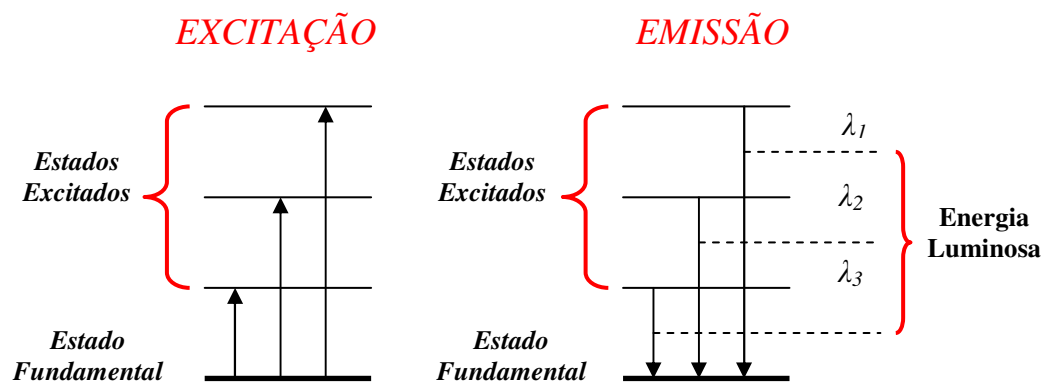 EXCITAÇÃO
Estados
Excitados
Estado
Fundamental
EMISSÃO
Estados
Excitados
Estado
Fundamental
λ1
λ2
λ3
Energia
Luminosa